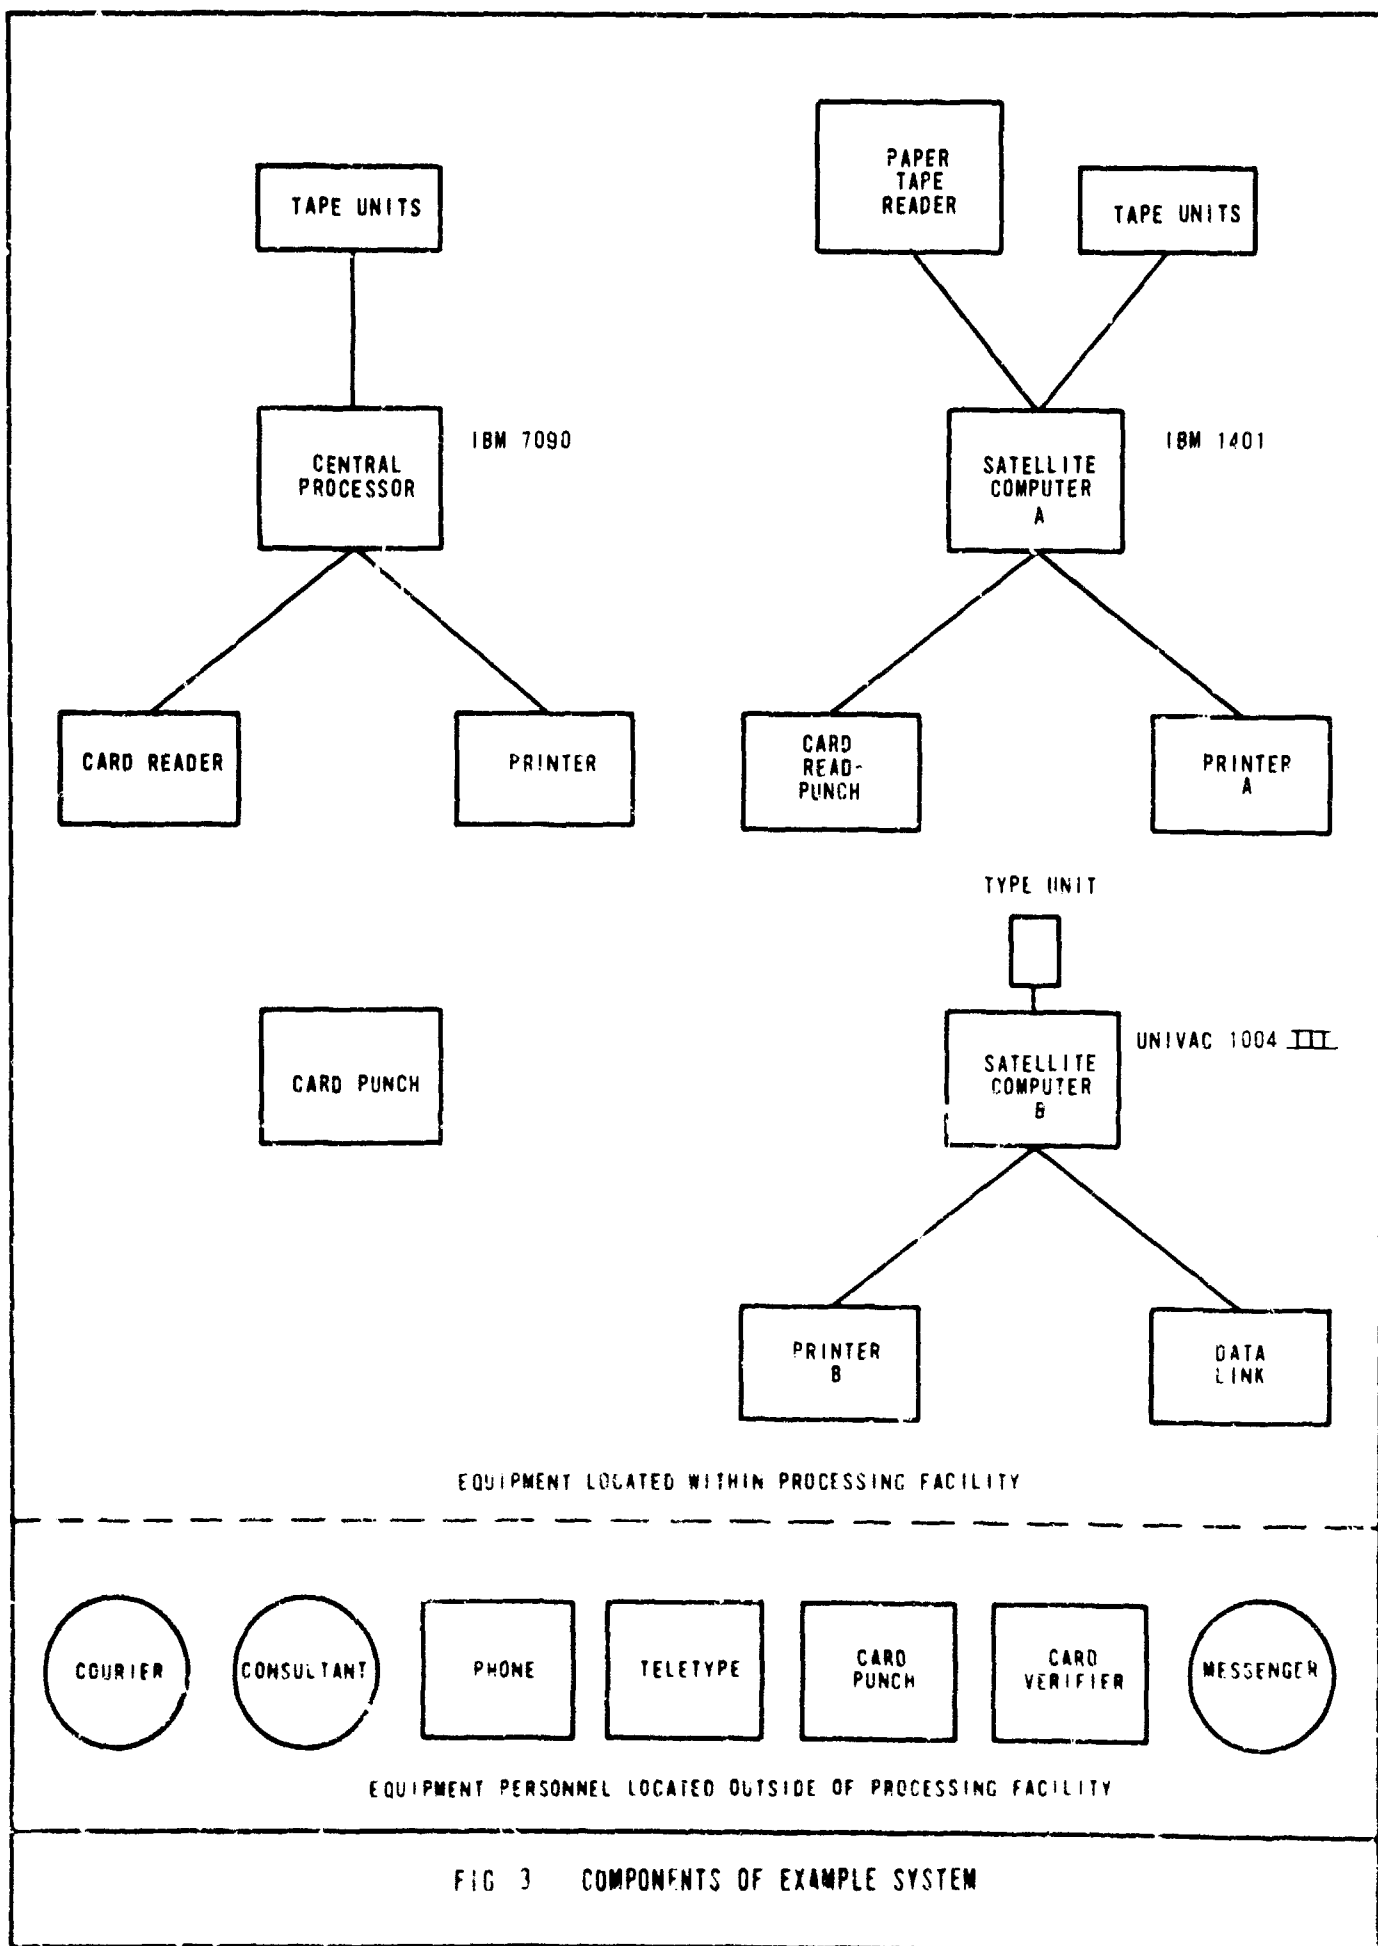 PAPER
TAPE
READER
TAPE UNITS
TAPE UNITS
CENTRAL
PROCESSOR
IBM 7090
SATELLITE
COMPUTER
A
IBM 1401
CARD READER
PRINTER
CARD
READ-
PUNCH
PRINTER
A
TYPE UNIT
CARD PUNCH
SATELLITE
COMPUTER
B
UNIVAC 1004 III
PRINTER
B
DATA
LINK
EQUIPMENT LOCATED WITHIN PROCESSING FACILITY
COURIER
CONSULTANT
PHONE
TELETYPE
CARD
PUNCH
CARD
VERIFIER
MESSENGER
EQUIPMENT PERSONNEL LOCATED OUTSIDE OF PROCESSING FACILITY
FIG 3 COMPONENTS OF EXAMPLE SYSTEM